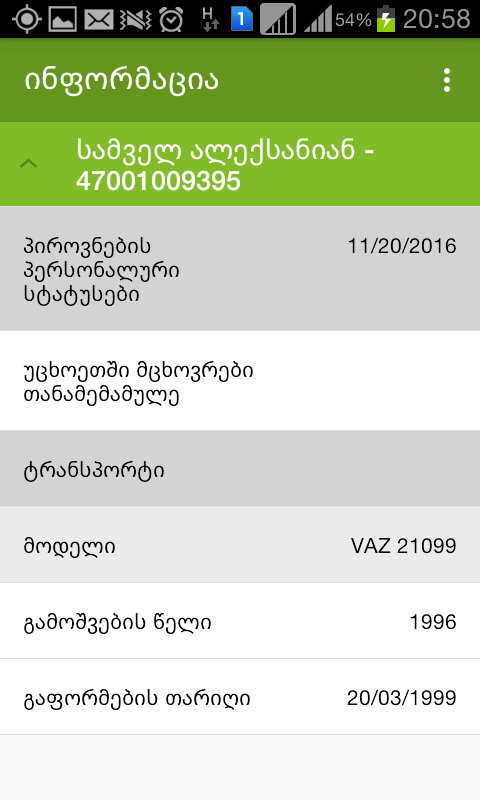 H 1 54% 20:58
ინფორმაცია
სამველ ალექსანიან -
47001009395
პიროვნების 11/20/2016
პერსონალური
სტატუსები
უცხოეთში მცხოვრები
თანამემამულე
ტრანსპორტი
მოდელი VAZ 21099
გამოშვების წელი 1996
გაფორმების თარიღი 20/03/1999